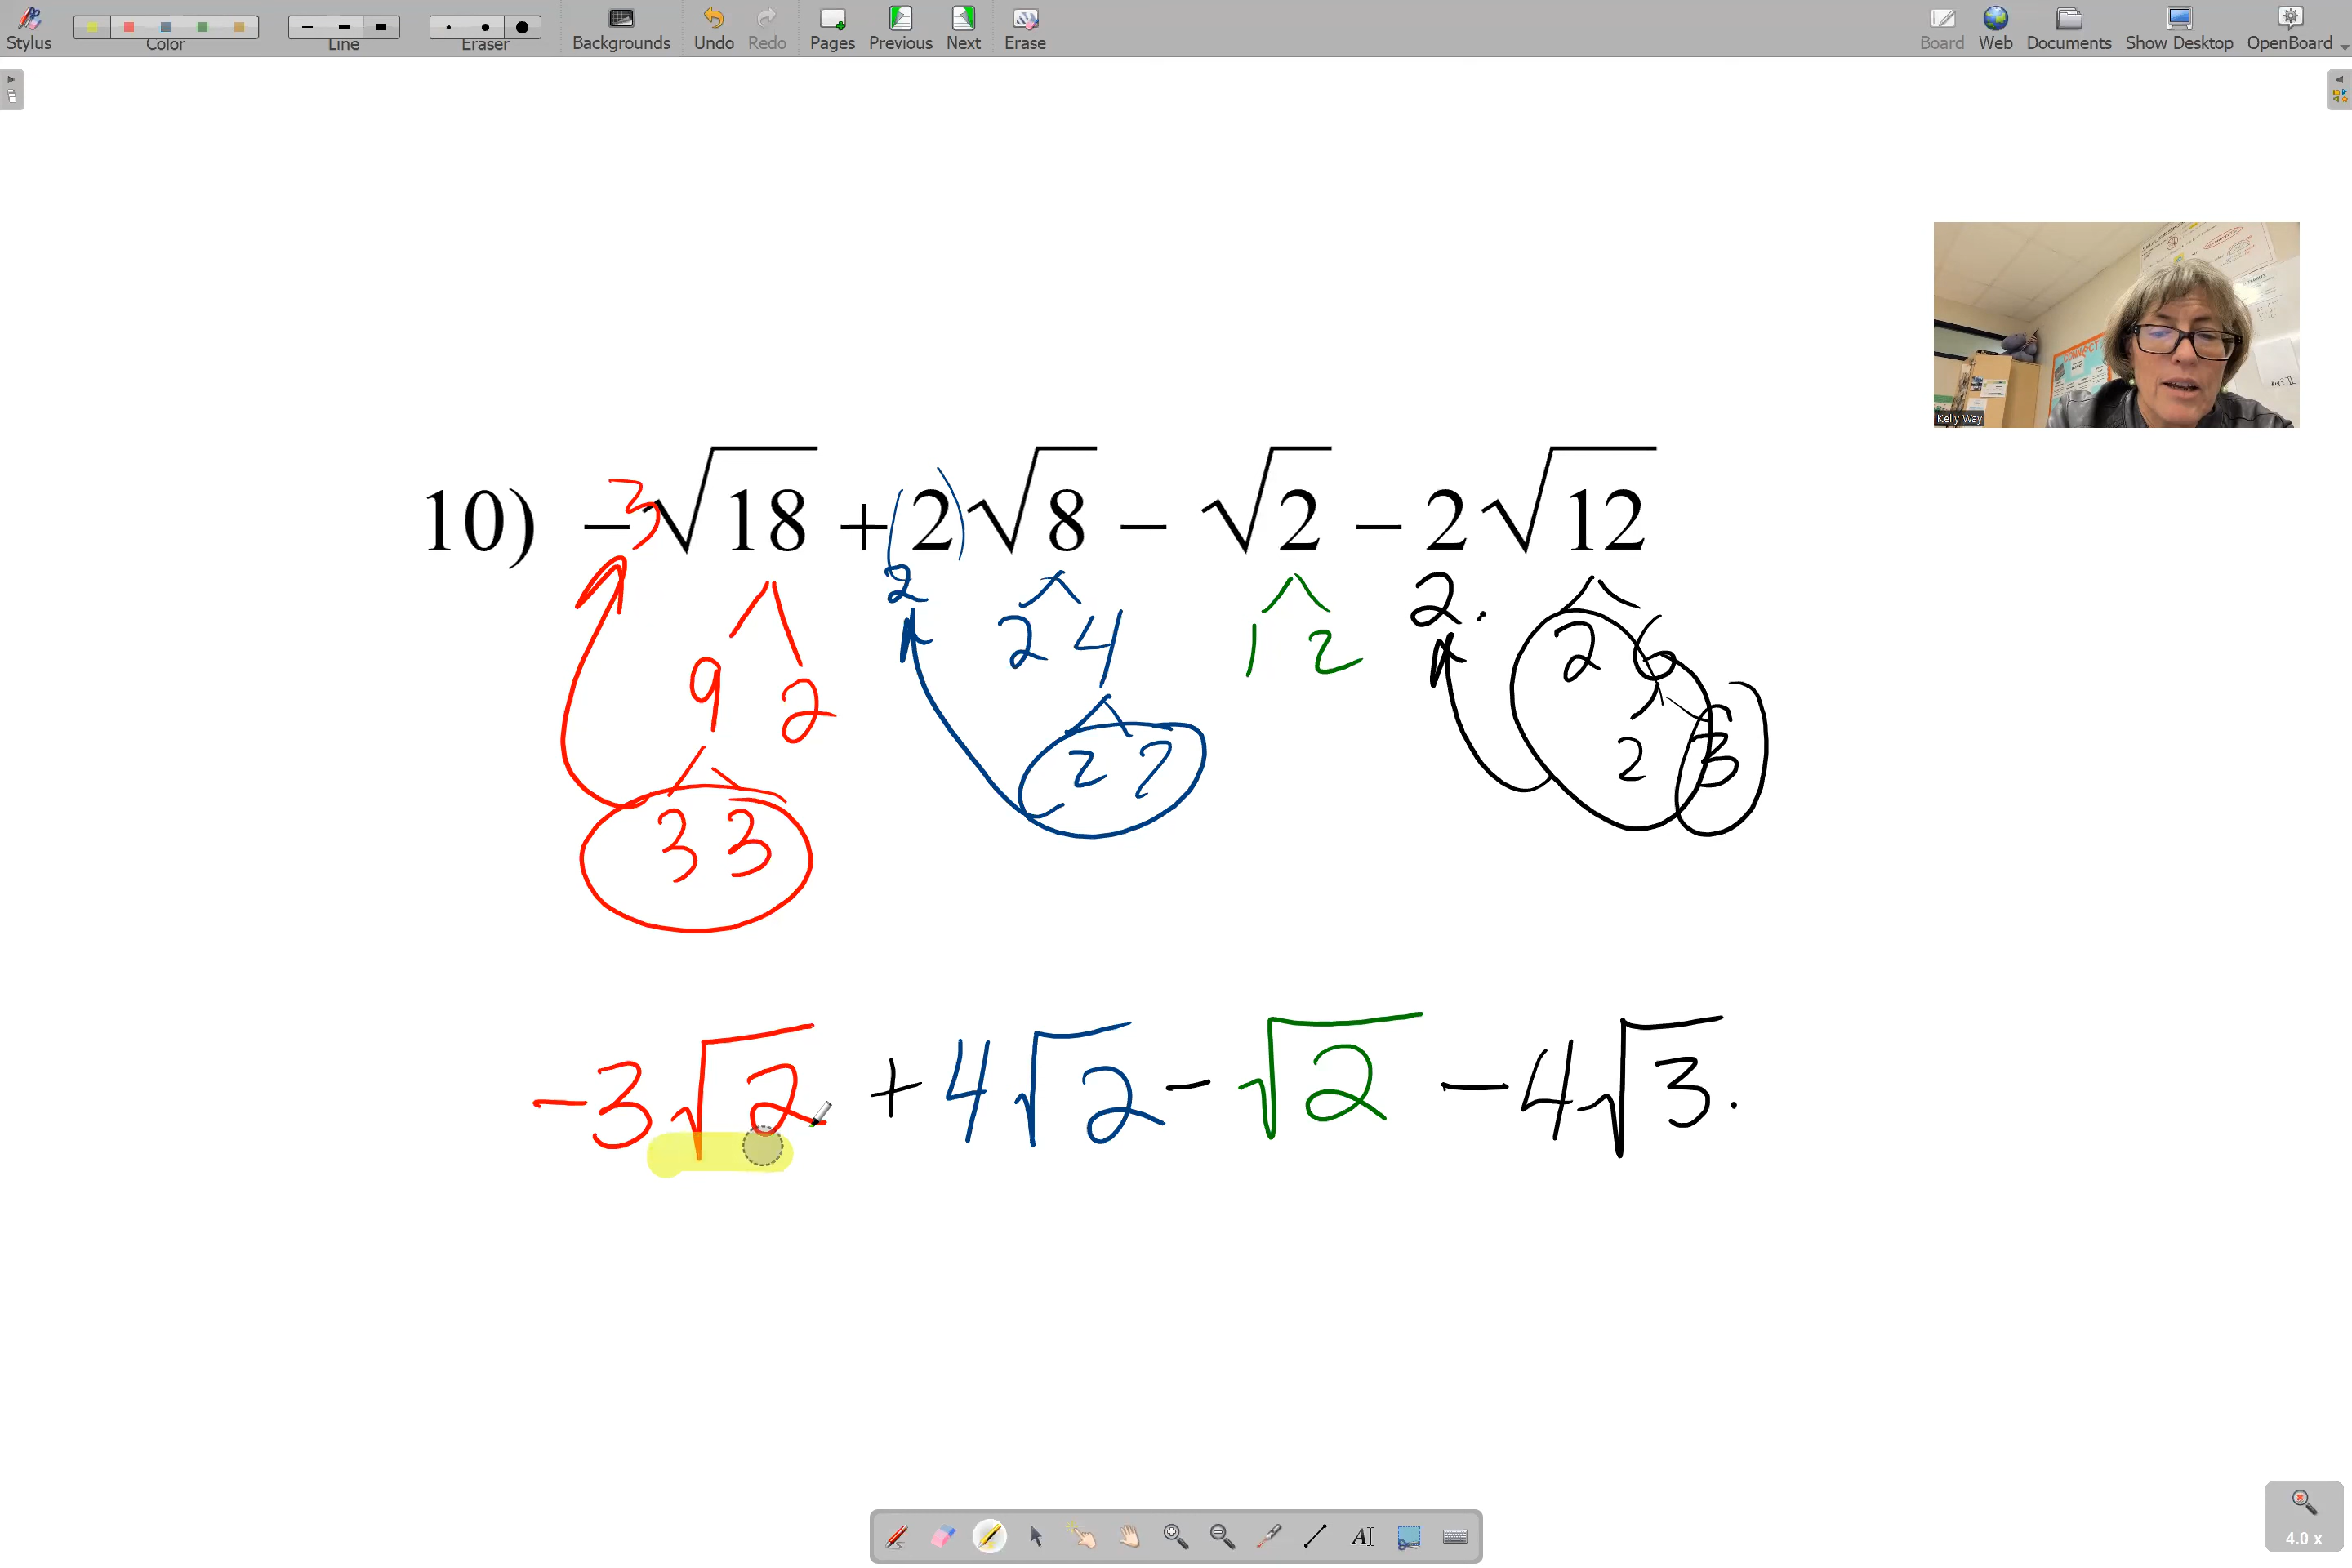 Stylus Color Line Eraser Backgrounds Undo Redo Pages Previous Next Erase Board Web Documents Show Desktop OpenBoard
CONNECT
Kelly Way
10) −3√18 + (2)√8 − √2 − 2√12
2 2 4 1 2 2. 2 6
9 2
2 2 2 3
3 3
−3√2 + 4√2 − √2 − 4√3.
4.0 x